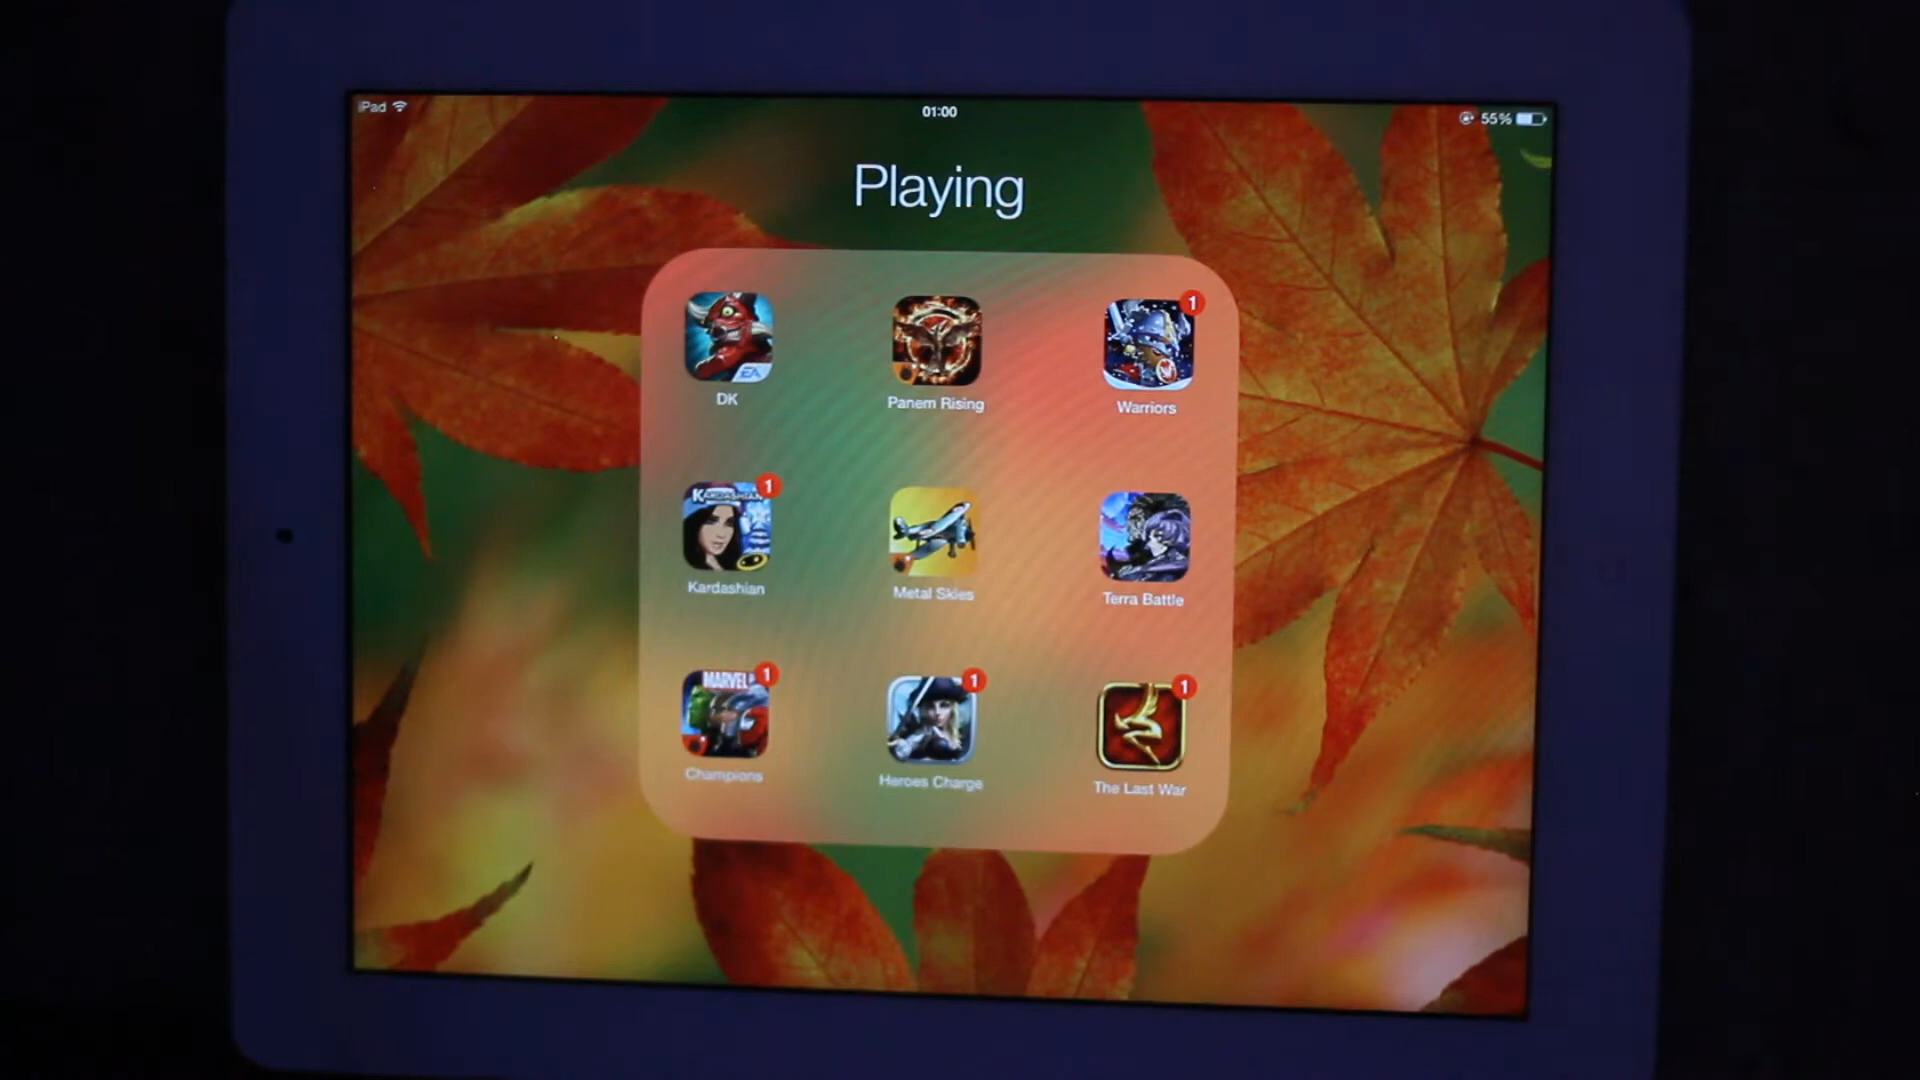 iPad
01:00
55%
Playing
EA
DK
Panem Rising
1
Warriors
KARDASHIAN
1
Kardashian
Metal Skies
Terra Battle
MARVEL
1
Champions
1
Heroes Charge
1
The Last War